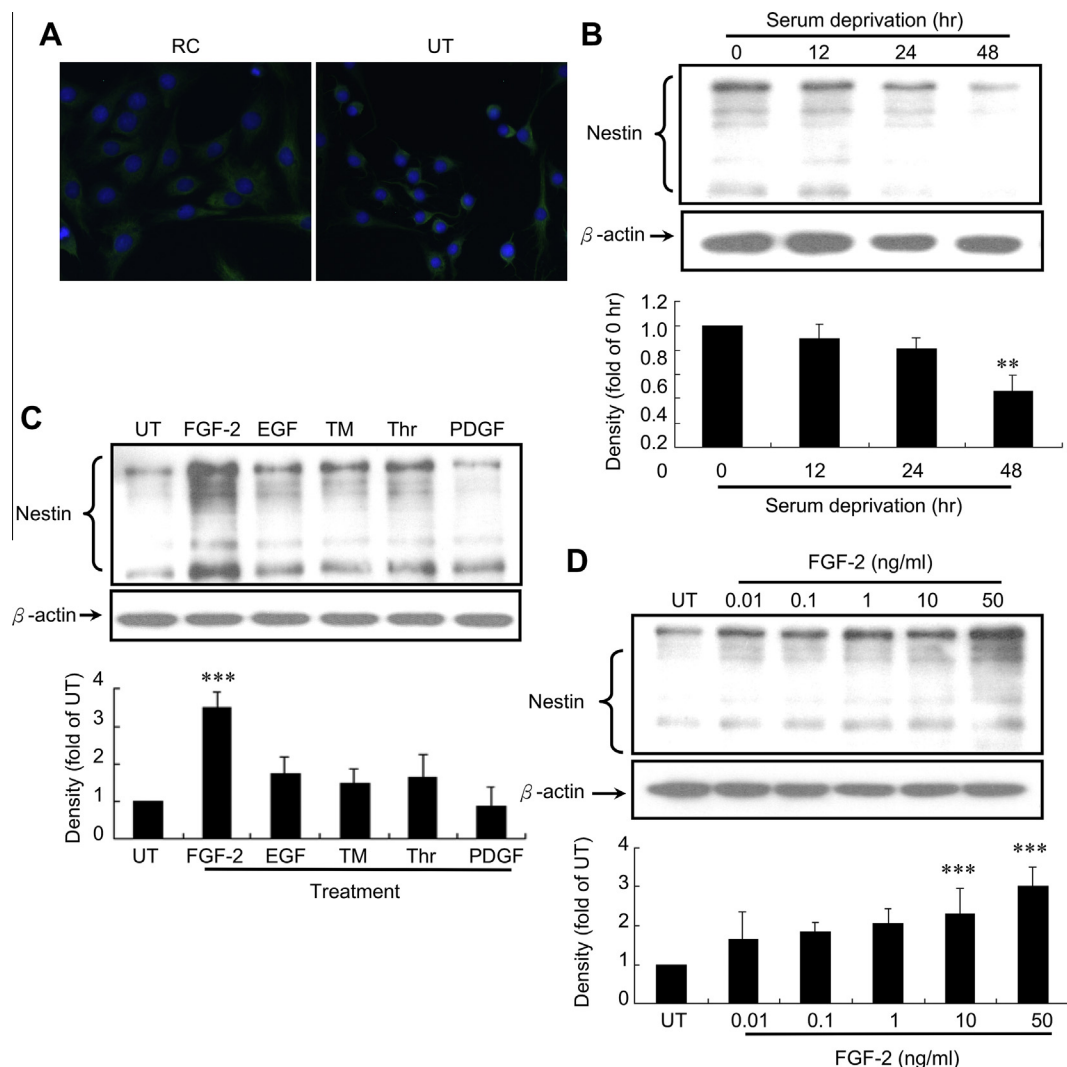 A
RC UT
B
Serum deprivation (hr)
0 12 24 48
Nestin
β-actin
Density (fold of 0 hr)
1.2
1.0
0.8
0.6
0.4
0.2
0
**
0 12 24 48
Serum deprivation (hr)
C
UT FGF-2 EGF TM Thr PDGF
Nestin
β-actin
Density (fold of UT)
4
3
2
1
0
***
UT FGF-2 EGF TM Thr PDGF
Treatment
D
FGF-2 (ng/ml)
UT 0.01 0.1 1 10 50
Nestin
β-actin
Density (fold of UT)
4
3
2
1
0
*** ***
UT 0.01 0.1 1 10 50
FGF-2 (ng/ml)